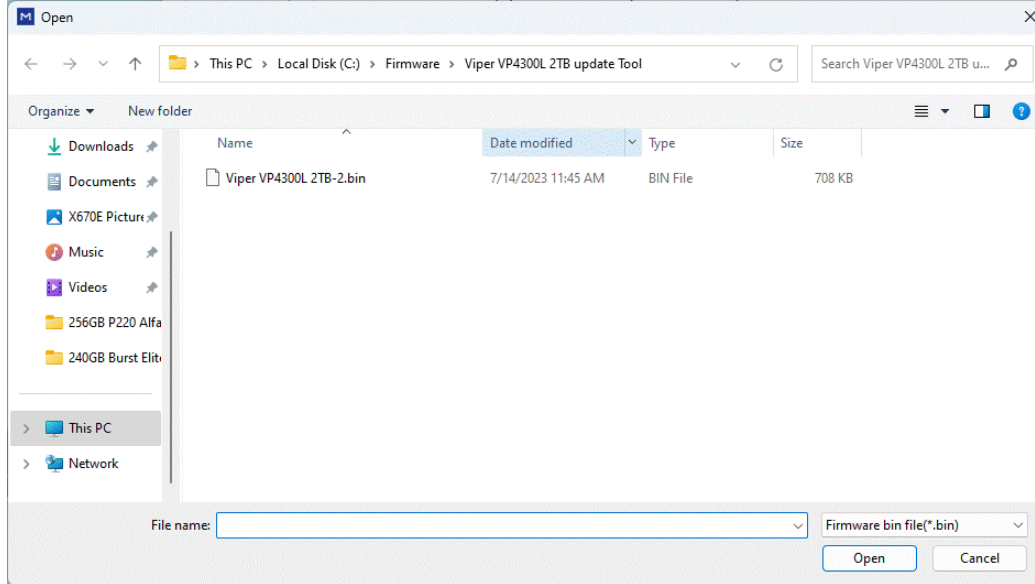 M Open
This PC > Local Disk (C:) > Firmware > Viper VP4300L 2TB update Tool
Search Viper VP4300L 2TB u...
Organize
New folder
?
Name
Date modified
Type
Size
Viper VP4300L 2TB-2.bin
7/14/2023 11:45 AM
BIN File
708 KB
Downloads
Documents
X670E Picture
Music
Videos
256GB P220 Alfa
240GB Burst Elite
This PC
Network
File name:
Firmware bin file(*.bin)
Open
Cancel